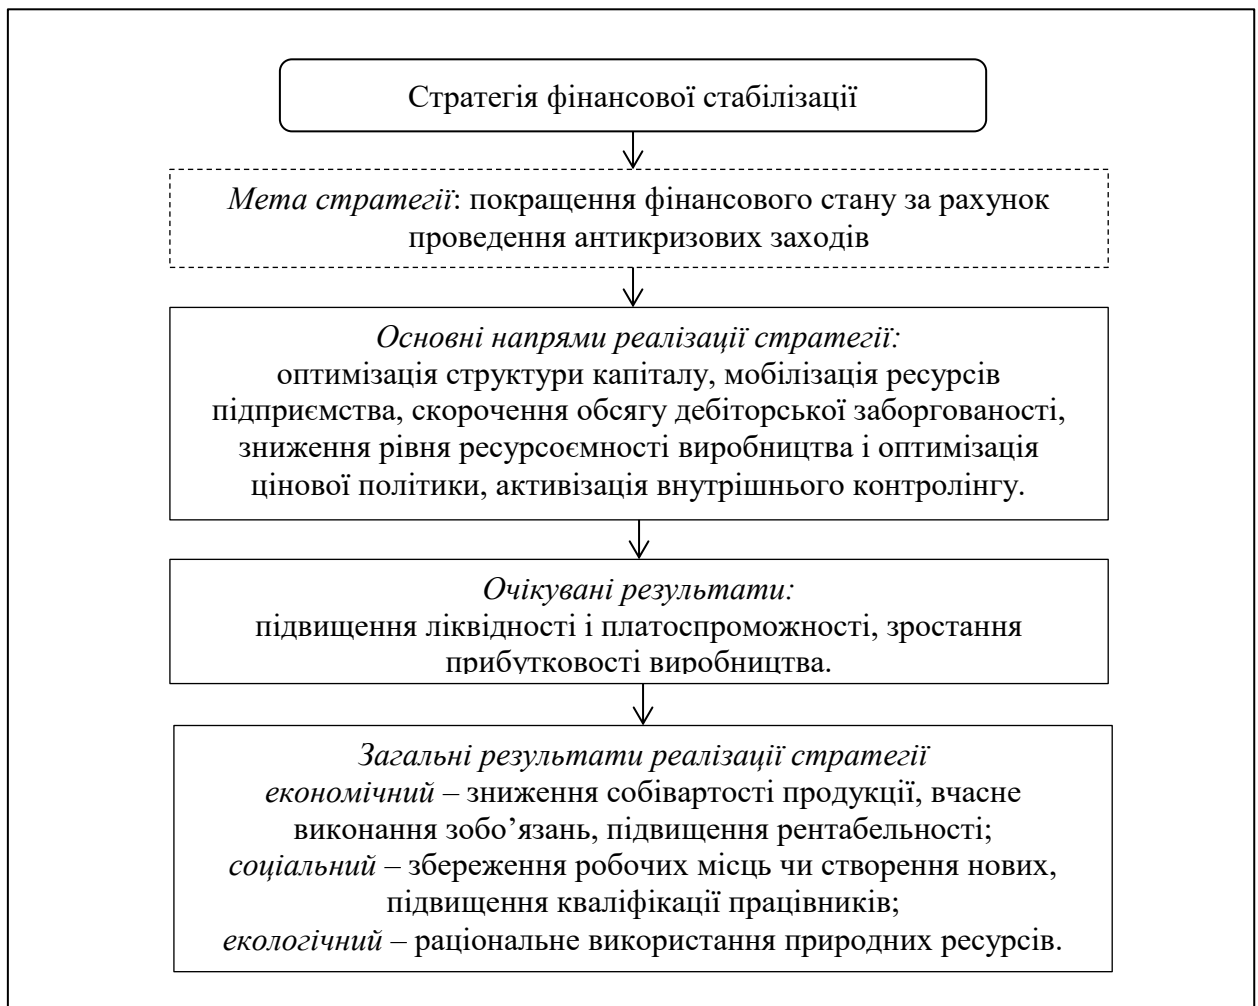 Стратегія фінансової стабілізації
Мета стратегії: покращення фінансового стану за рахунок
проведення антикризових заходів
Основні напрями реалізації стратегії:
оптимізація структури капіталу, мобілізація ресурсів
підприємства, скорочення обсягу дебіторської заборгованості,
зниження рівня ресурсоємності виробництва і оптимізація
цінової політики, активізація внутрішнього контролінгу.
Очікувані результати:
підвищення ліквідності і платоспроможності, зростання
прибутковості виробництва.
Загальні результати реалізації стратегії
економічний – зниження собівартості продукції, вчасне
виконання зобо’язань, підвищення рентабельності;
соціальний – збереження робочих місць чи створення нових,
підвищення кваліфікації працівників;
екологічний – раціональне використання природних ресурсів.